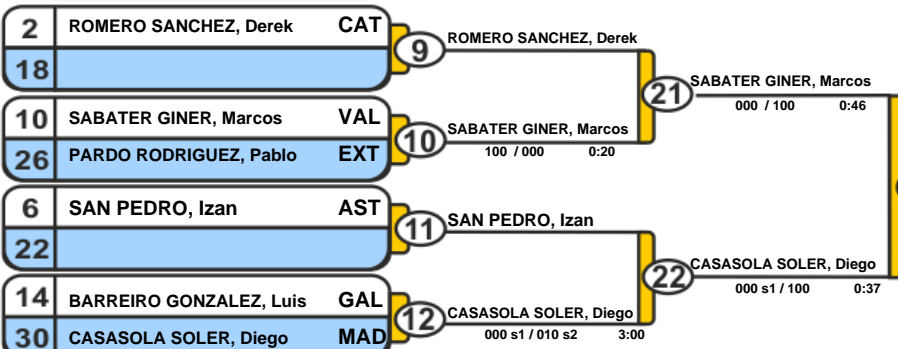 2 ROMERO SANCHEZ, Derek CAT
18
9
ROMERO SANCHEZ, Derek
10 SABATER GINER, Marcos VAL
26 PARDO RODRIGUEZ, Pablo EXT
10
SABATER GINER, Marcos
100 / 000 0:20
21
SABATER GINER, Marcos
000 / 100 0:46
6 SAN PEDRO, Izan AST
22
11
SAN PEDRO, Izan
14 BARREIRO GONZALEZ, Luis GAL
30 CASASOLA SOLER, Diego MAD
12
CASASOLA SOLER, Diego
000 s1 / 010 s2 3:00
22
CASASOLA SOLER, Diego
000 s1 / 100 0:37